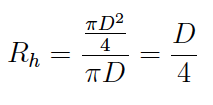 R_h = \frac{\frac{\pi D^2}{4}}{\pi D} = \frac{D}{4}